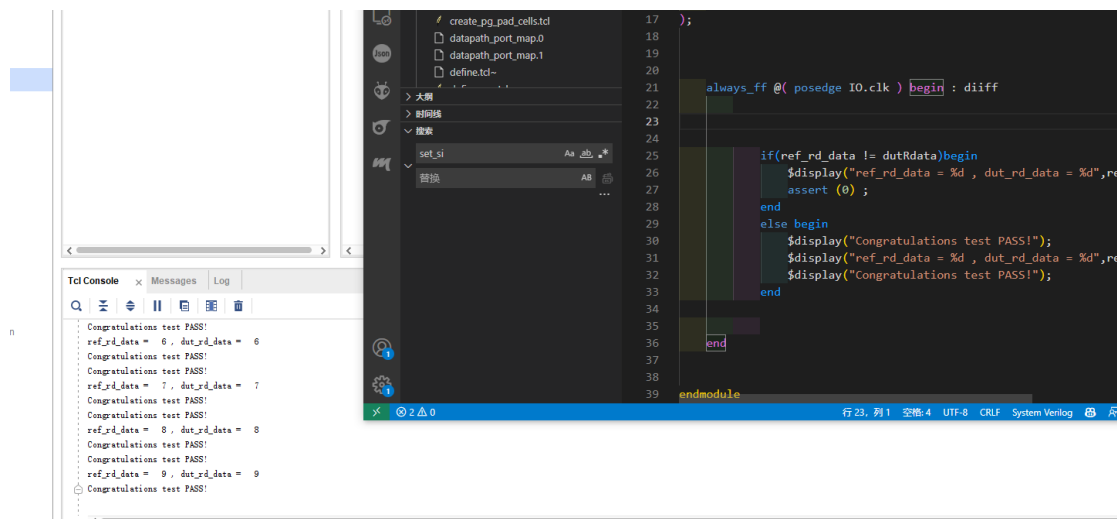 create_pg_pad_cells.tcl
datapath_port_map.0
Json
datapath_port_map.1
define.tcl~
大纲
时间线
搜索
set_si
Aa ab .*
替换
AB
...
17 );
18
19
20
21 always_ff @( posedge IO.clk ) begin : diiff
22
23
24
25 if(ref_rd_data != dutRdata)begin
26 $display("ref_rd_data = %d , dut_rd_data = %d",re
27 assert (0) ;
28 end
29 else begin
30 $display("Congratulations test PASS!");
31 $display("ref_rd_data = %d , dut_rd_data = %d",re
32 $display("Congratulations test PASS!");
33 end
34
35
36 end
37
38
39 endmodule
1
1
2 0
行 23，列 1 空格: 4 UTF-8 CRLF System Verilog
n
Tcl Console × Messages Log
Congratulations test PASS!
ref_rd_data = 6 , dut_rd_data = 6
Congratulations test PASS!
Congratulations test PASS!
ref_rd_data = 7 , dut_rd_data = 7
Congratulations test PASS!
Congratulations test PASS!
ref_rd_data = 8 , dut_rd_data = 8
Congratulations test PASS!
Congratulations test PASS!
ref_rd_data = 9 , dut_rd_data = 9
Congratulations test PASS!